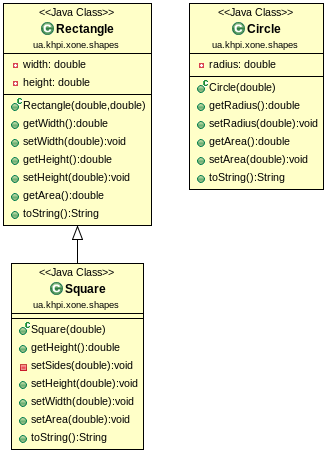 <<Java Class>>
Rectangle
ua.khpi.xone.shapes
width: double
height: double
Rectangle(double,double)
getWidth():double
setWidth(double):void
getHeight():double
setHeight(double):void
getArea():double
toString():String
<<Java Class>>
Circle
ua.khpi.xone.shapes
radius: double
Circle(double)
getRadius():double
setRadius(double):void
getArea():double
setArea(double):void
toString():String
<<Java Class>>
Square
ua.khpi.xone.shapes
Square(double)
getHeight():double
setSides(double):void
setHeight(double):void
setWidth(double):void
setArea(double):void
toString():String